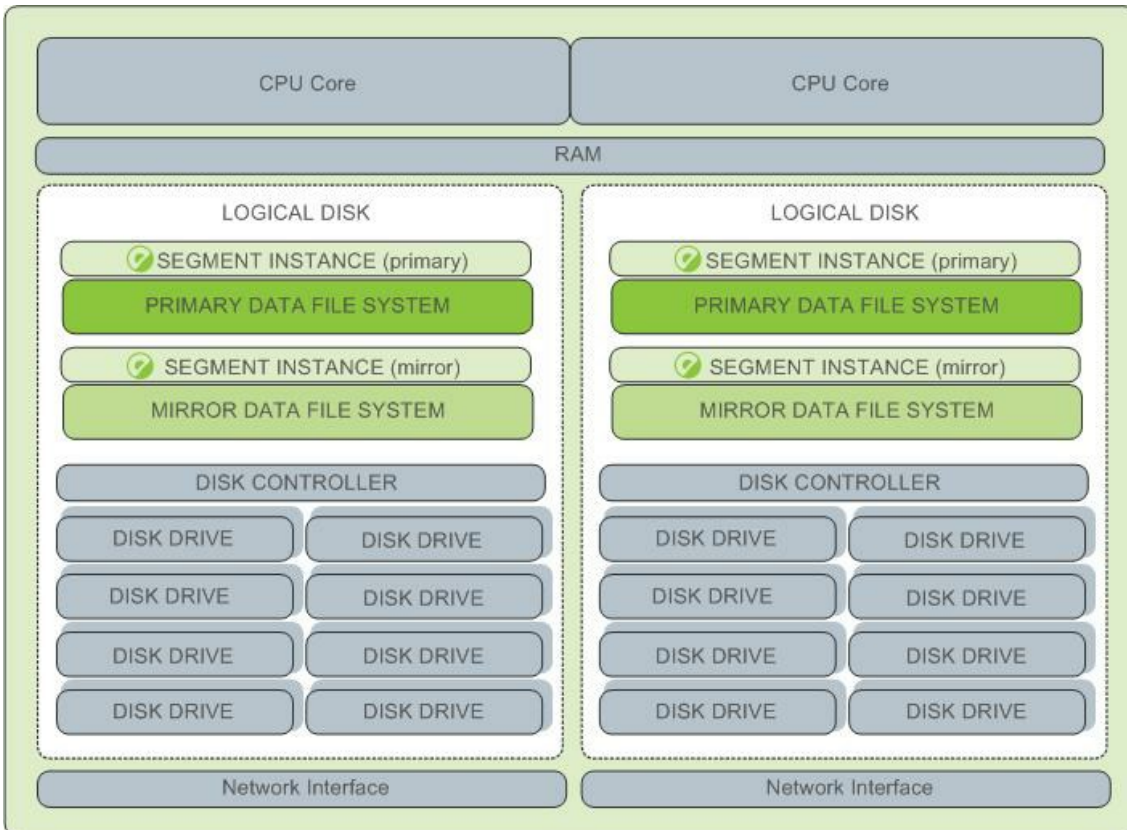 CPU Core
CPU Core
RAM
LOGICAL DISK
SEGMENT INSTANCE (primary)
PRIMARY DATA FILE SYSTEM
SEGMENT INSTANCE (mirror)
MIRROR DATA FILE SYSTEM
DISK CONTROLLER
DISK DRIVE
DISK DRIVE
DISK DRIVE
DISK DRIVE
DISK DRIVE
DISK DRIVE
DISK DRIVE
DISK DRIVE
LOGICAL DISK
SEGMENT INSTANCE (primary)
PRIMARY DATA FILE SYSTEM
SEGMENT INSTANCE (mirror)
MIRROR DATA FILE SYSTEM
DISK CONTROLLER
DISK DRIVE
DISK DRIVE
DISK DRIVE
DISK DRIVE
DISK DRIVE
DISK DRIVE
DISK DRIVE
DISK DRIVE
Network Interface
Network Interface